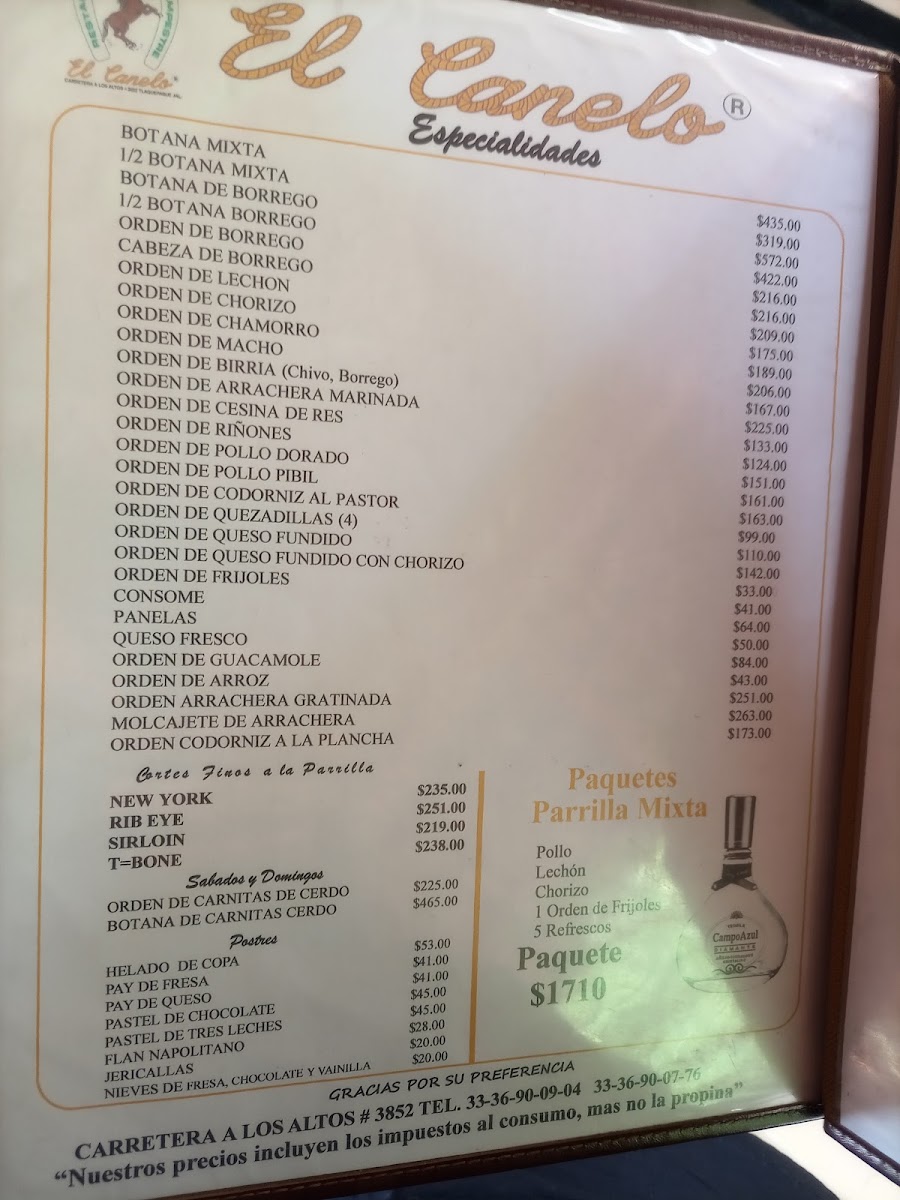 El Canelo®
CARRETERA A LOS ALTOS # 3852 TLAQUEPAQUE, JAL.
El Canelo®
Especialidades
BOTANA MIXTA $435.00
1/2 BOTANA MIXTA $319.00
BOTANA DE BORREGO $572.00
1/2 BOTANA BORREGO $422.00
ORDEN DE BORREGO $216.00
CABEZA DE BORREGO $216.00
ORDEN DE LECHON $209.00
ORDEN DE CHORIZO $175.00
ORDEN DE CHAMORRO $189.00
ORDEN DE MACHO $206.00
ORDEN DE BIRRIA (Chivo, Borrego) $167.00
ORDEN DE ARRACHERA MARINADA $225.00
ORDEN DE CESINA DE RES $133.00
ORDEN DE RIÑONES $124.00
ORDEN DE POLLO DORADO $151.00
ORDEN DE POLLO PIBIL $161.00
ORDEN DE CODORNIZ AL PASTOR $163.00
ORDEN DE QUEZADILLAS (4) $99.00
ORDEN DE QUESO FUNDIDO $110.00
ORDEN DE QUESO FUNDIDO CON CHORIZO $142.00
ORDEN DE FRIJOLES $33.00
CONSOME $41.00
PANELAS $64.00
QUESO FRESCO $50.00
ORDEN DE GUACAMOLE $84.00
ORDEN DE ARROZ $43.00
ORDEN ARRACHERA GRATINADA $251.00
MOLCAJETE DE ARRACHERA $263.00
ORDEN CODORNIZ A LA PLANCHA $173.00
Cortes Finos a la Parrilla
NEW YORK $235.00
RIB EYE $251.00
SIRLOIN $219.00
T=BONE $238.00
Sabados y Domingos
ORDEN DE CARNITAS DE CERDO $225.00
BOTANA DE CARNITAS CERDO $465.00
Postres
HELADO DE COPA $53.00
PAY DE FRESA $41.00
PAY DE QUESO $41.00
PASTEL DE CHOCOLATE $45.00
PASTEL DE TRES LECHES $45.00
FLAN NAPOLITANO $28.00
JERICALLAS $20.00
NIEVES DE FRESA, CHOCOLATE Y VAINILLA $20.00
Paquetes
Parrilla Mixta
Pollo
Lechón
Chorizo
1 Orden de Frijoles
5 Refrescos
Paquete
$1710
TEQUILA
CampoAzul
DIAMANTE
GRACIAS POR SU PREFERENCIA
CARRETERA A LOS ALTOS # 3852 TEL. 33-36-90-09-04 33-36-90-07-76
“Nuestros precios incluyen los impuestos al consumo, mas no la propina”